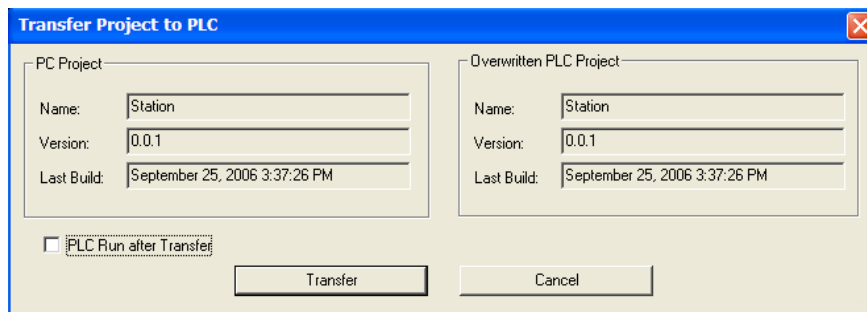 Transfer Project to PLC
PC Project
Name: Station
Version: 0.0.1
Last Build: September 25, 2006 3:37:26 PM
Overwritten PLC Project
Name: Station
Version: 0.0.1
Last Build: September 25, 2006 3:37:26 PM
PLC Run after Transfer
Transfer Cancel